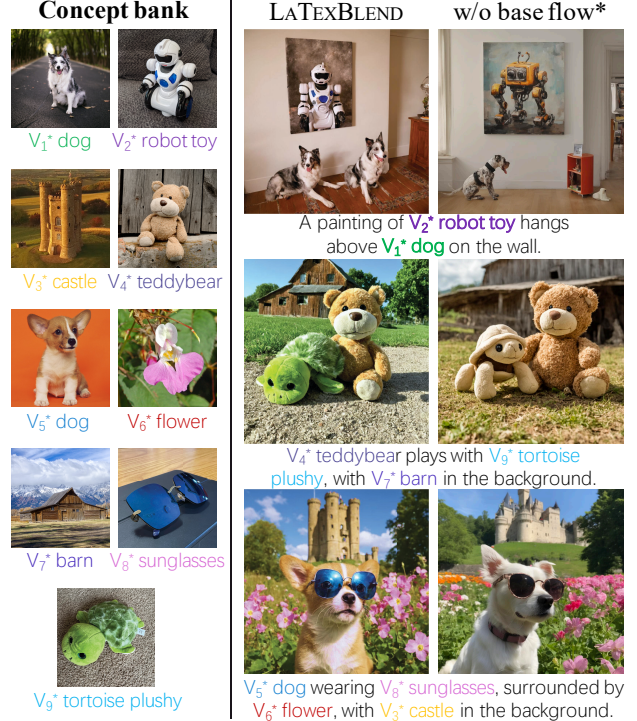 Concept bank
V₁* dog
V₂* robot toy
V₃* castle
V₄* teddybear
V₅* dog
V₆* flower
V₇* barn
V₈* sunglasses
V₉* tortoise plushy
LATEXBLEND
w/o base flow*
A painting of V₂* robot toy hangs
above V₁* dog on the wall.
V₄* teddybear plays with V₉* tortoise
plushy, with V₇* barn in the background.
V₅* dog wearing V₈* sunglasses, surrounded by
V₆* flower, with V₃* castle in the background.